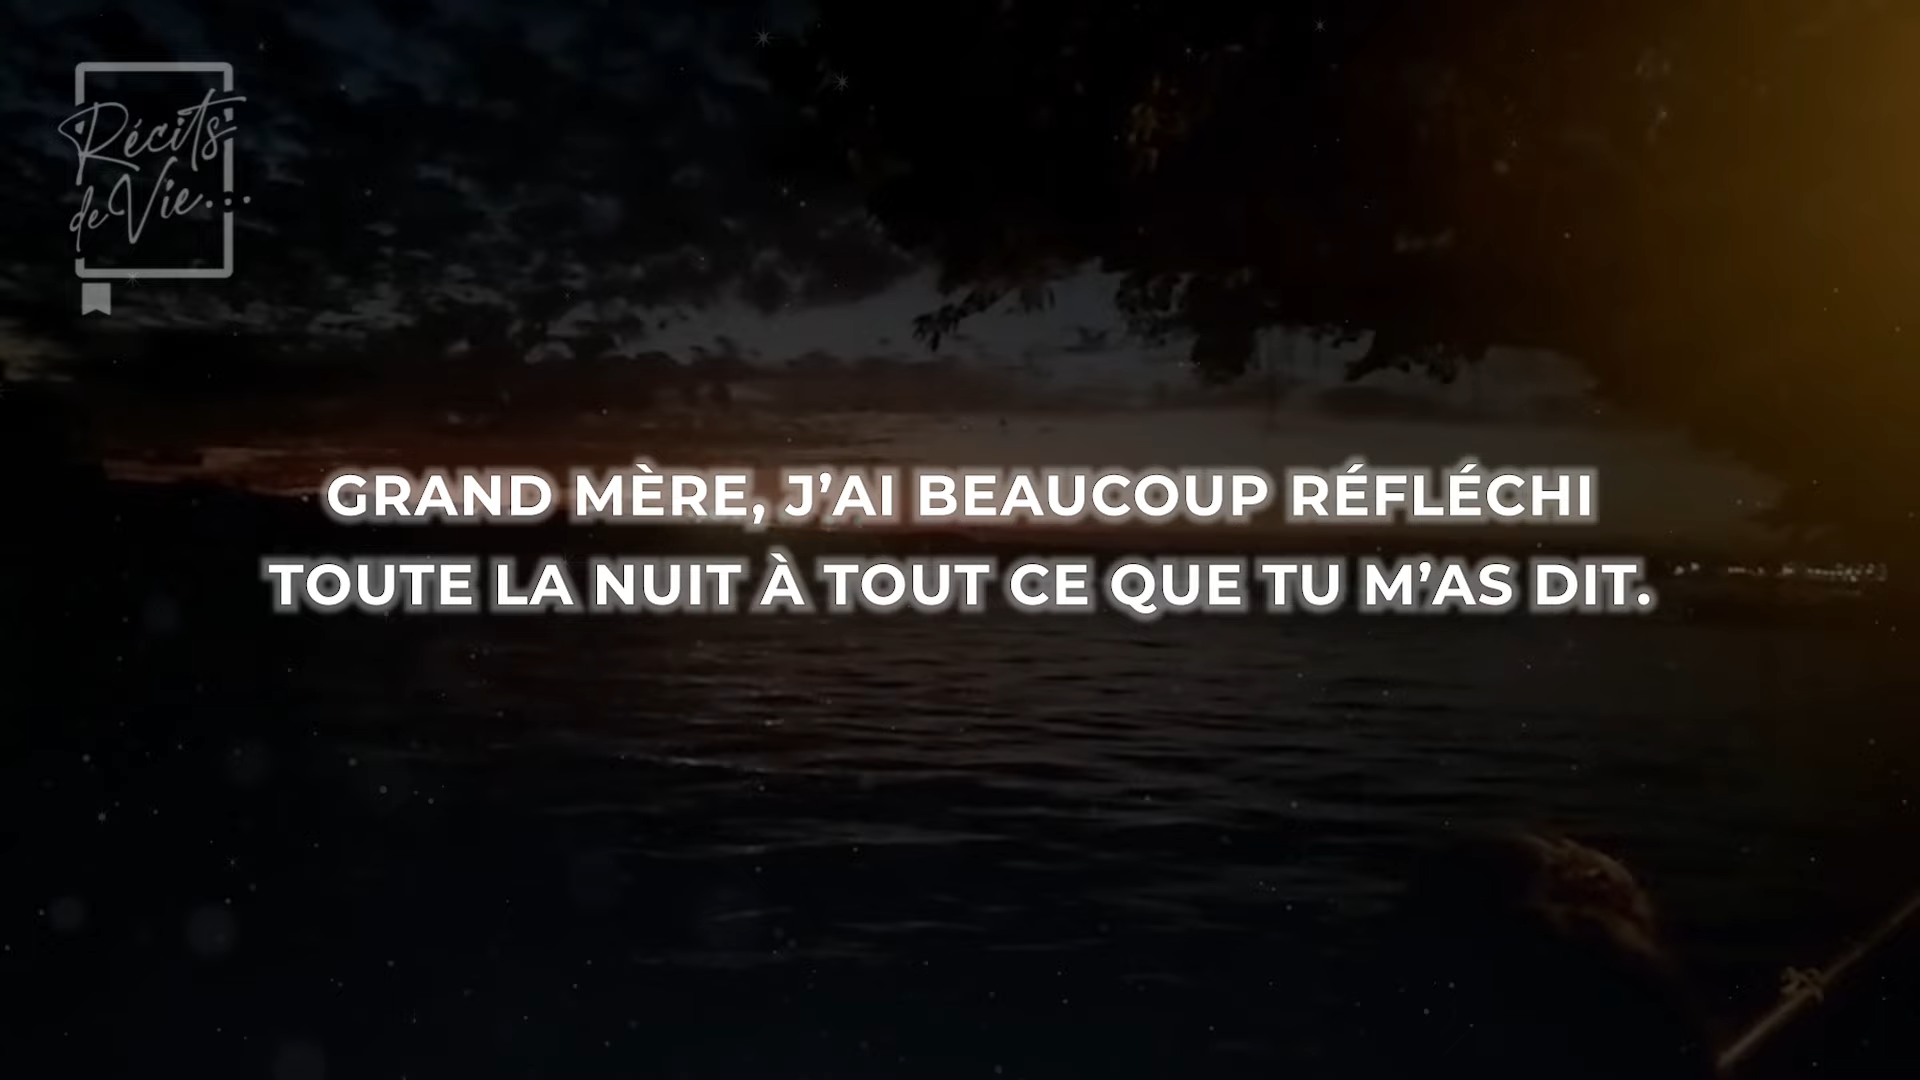 Récits
de Vie...
GRAND MÈRE, J’AI BEAUCOUP RÉFLÉCHI
TOUTE LA NUIT À TOUT CE QUE TU M’AS DIT.